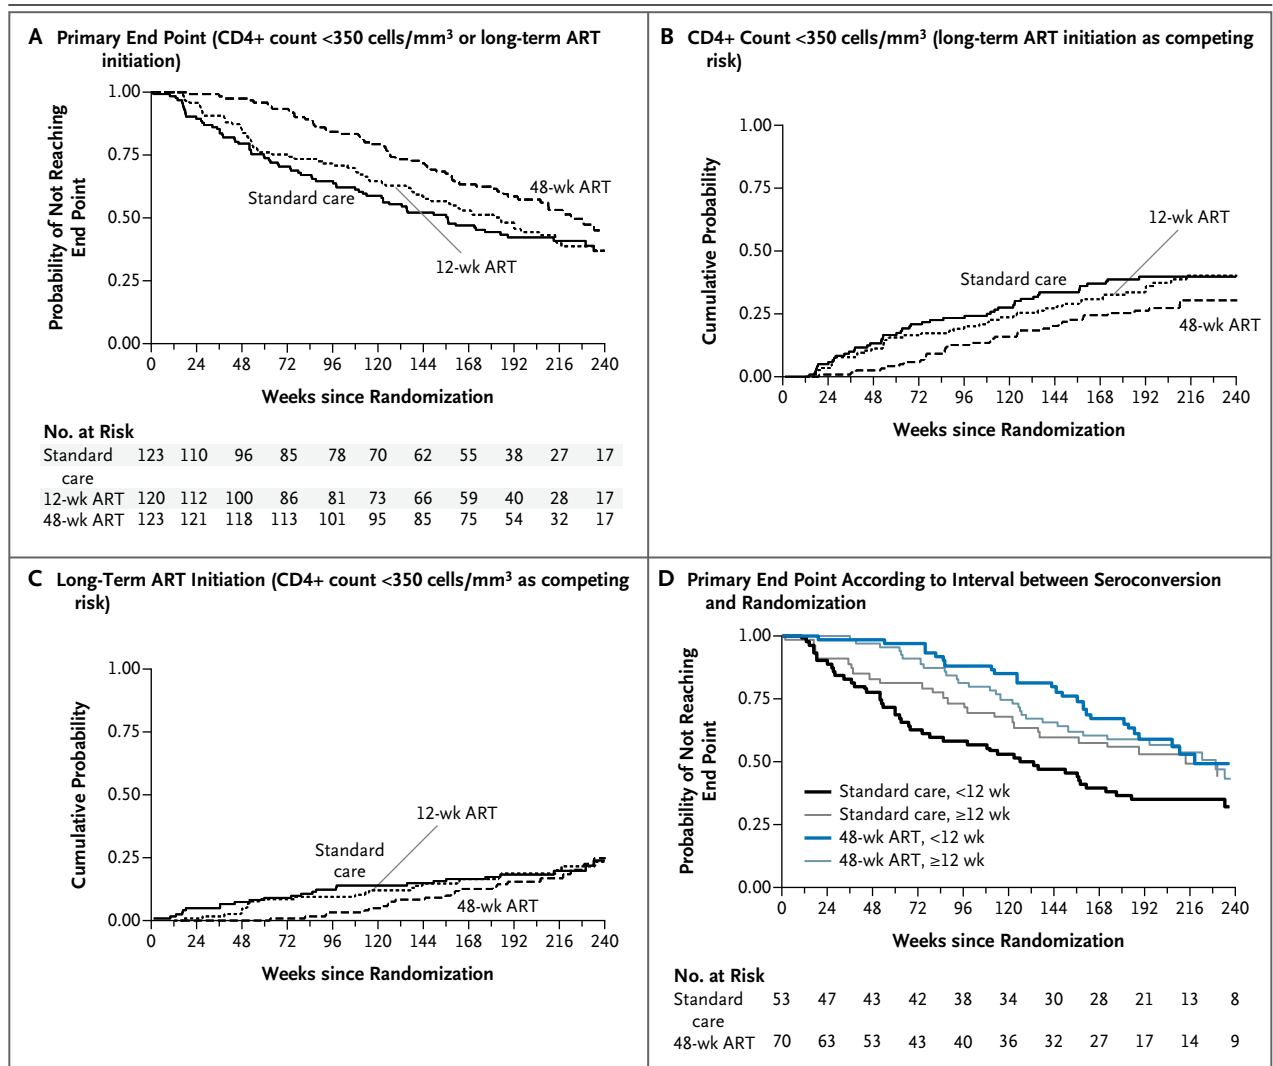 A Primary End Point (CD4+ count <350 cells/mm³ or long-term ART
initiation)
Probability of Not Reaching
End Point
1.00
0.75
0.50
0.25
0.00
48-wk ART
Standard care
12-wk ART
0 24 48 72 96 120 144 168 192 216 240
Weeks since Randomization
No. at Risk
Standard 123 110 96 85 78 70 62 55 38 27 17
care
12-wk ART 120 112 100 86 81 73 66 59 40 28 17
48-wk ART 123 121 118 113 101 95 85 75 54 32 17
B CD4+ Count <350 cells/mm³ (long-term ART initiation as competing
risk)
Cumulative Probability
1.00
0.75
0.50
0.25
0.00
12-wk ART
Standard care
48-wk ART
0 24 48 72 96 120 144 168 192 216 240
Weeks since Randomization
C Long-Term ART Initiation (CD4+ count <350 cells/mm³ as competing
risk)
Cumulative Probability
1.00
0.75
0.50
0.25
0.00
12-wk ART
Standard
care
48-wk ART
0 24 48 72 96 120 144 168 192 216 240
Weeks since Randomization
D Primary End Point According to Interval between Seroconversion
and Randomization
Probability of Not Reaching
End Point
1.00
0.75
0.50
0.25
0.00
Standard care, <12 wk
Standard care, ≥12 wk
48-wk ART, <12 wk
48-wk ART, ≥12 wk
0 24 48 72 96 120 144 168 192 216 240
Weeks since Randomization
No. at Risk
Standard 53 47 43 42 38 34 30 28 21 13 8
care
48-wk ART 70 63 53 43 40 36 32 27 17 14 9